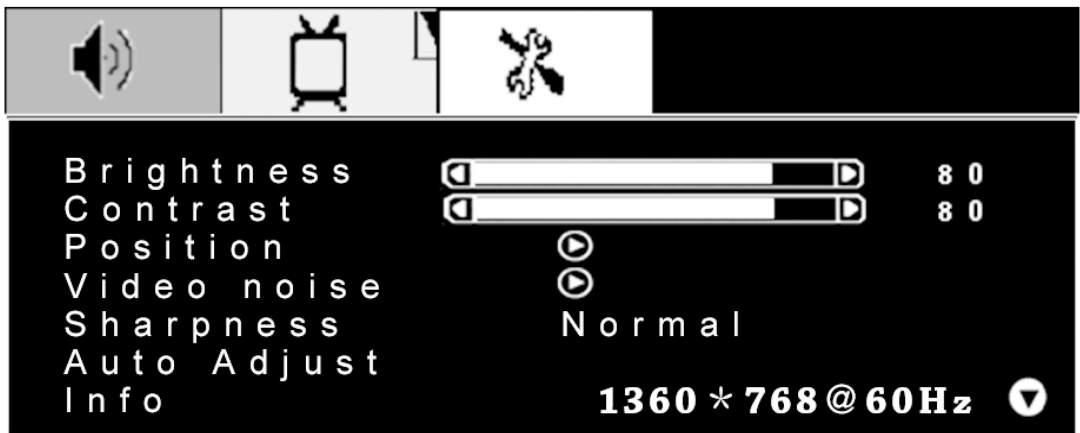 Brightness 80
Contrast 80
Position
Video noise
Sharpness Normal
Auto Adjust
Info 1360*768@60Hz